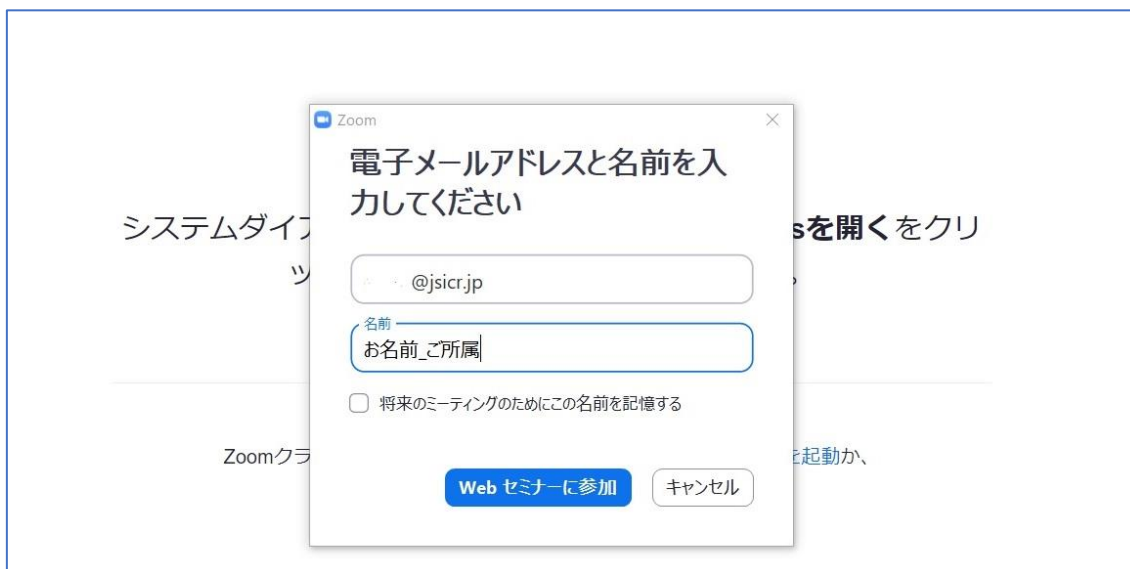 Zoom
電子メールアドレスと名前を入
力してください
システムダイ
sを開くをクリ
ッ
@jsicr.jp
名前
お名前_ご所属
将来のミーティングのためにこの名前を記憶する
Zoomクラ
を起動か、
Web セミナーに参加
キャンセル